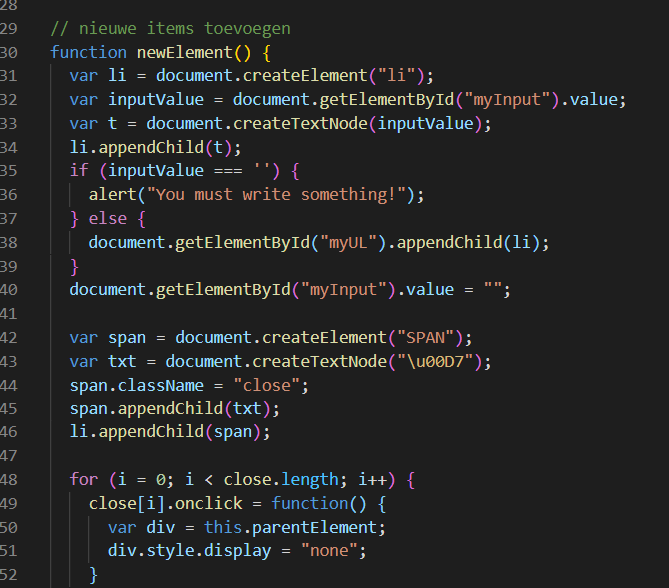 28
29 // nieuwe items toevoegen
30 function newElement() {
31 var li = document.createElement("li");
32 var inputValue = document.getElementById("myInput").value;
33 var t = document.createTextNode(inputValue);
34 li.appendChild(t);
35 if (inputValue === '') {
36 alert("You must write something!");
37 } else {
38 document.getElementById("myUL").appendChild(li);
39 }
40 document.getElementById("myInput").value = "";
41
42 var span = document.createElement("SPAN");
43 var txt = document.createTextNode("\u00D7");
44 span.className = "close";
45 span.appendChild(txt);
46 li.appendChild(span);
47
48 for (i = 0; i < close.length; i++) {
49 close[i].onclick = function() {
50 var div = this.parentElement;
51 div.style.display = "none";
52 }